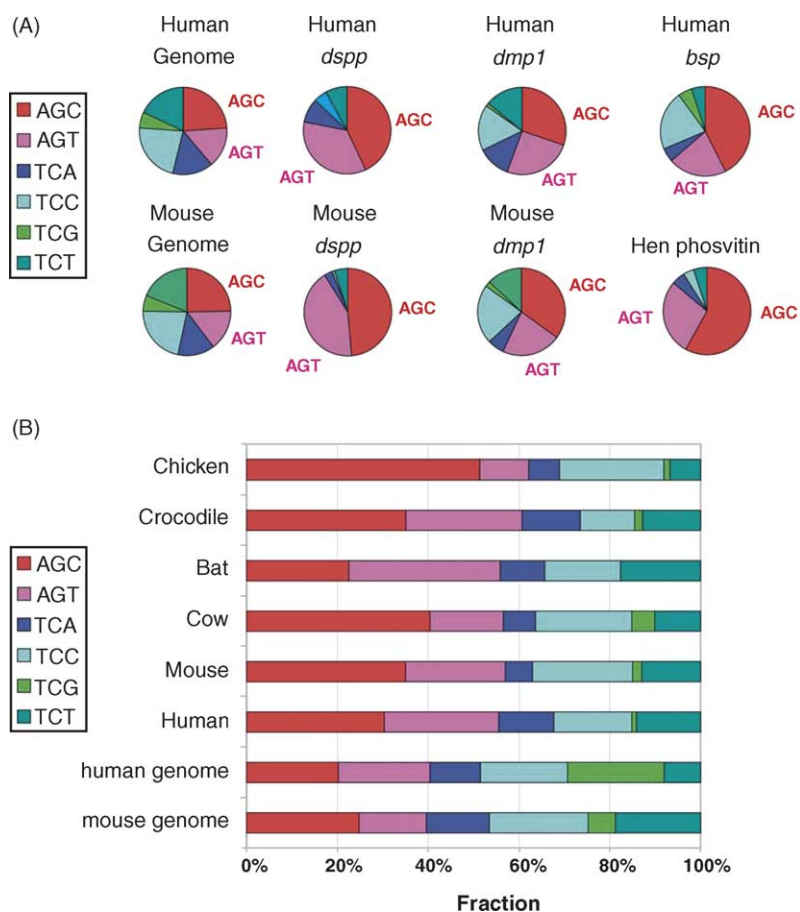 (A)
Human Genome
Human dspp
Human dmp1
Human bsp
AGC
AGT
TCA
TCC
TCG
TCT
AGC
AGT
AGC
AGT
AGC
AGT
AGC
AGT
Mouse Genome
Mouse dspp
Mouse dmp1
Hen phosvitin
AGC
AGT
AGC
AGT
AGC
AGT
AGT
AGC
(B)
AGC
AGT
TCA
TCC
TCG
TCT
Chicken
Crocodile
Bat
Cow
Mouse
Human
human genome
mouse genome
0% 20% 40% 60% 80% 100%
Fraction